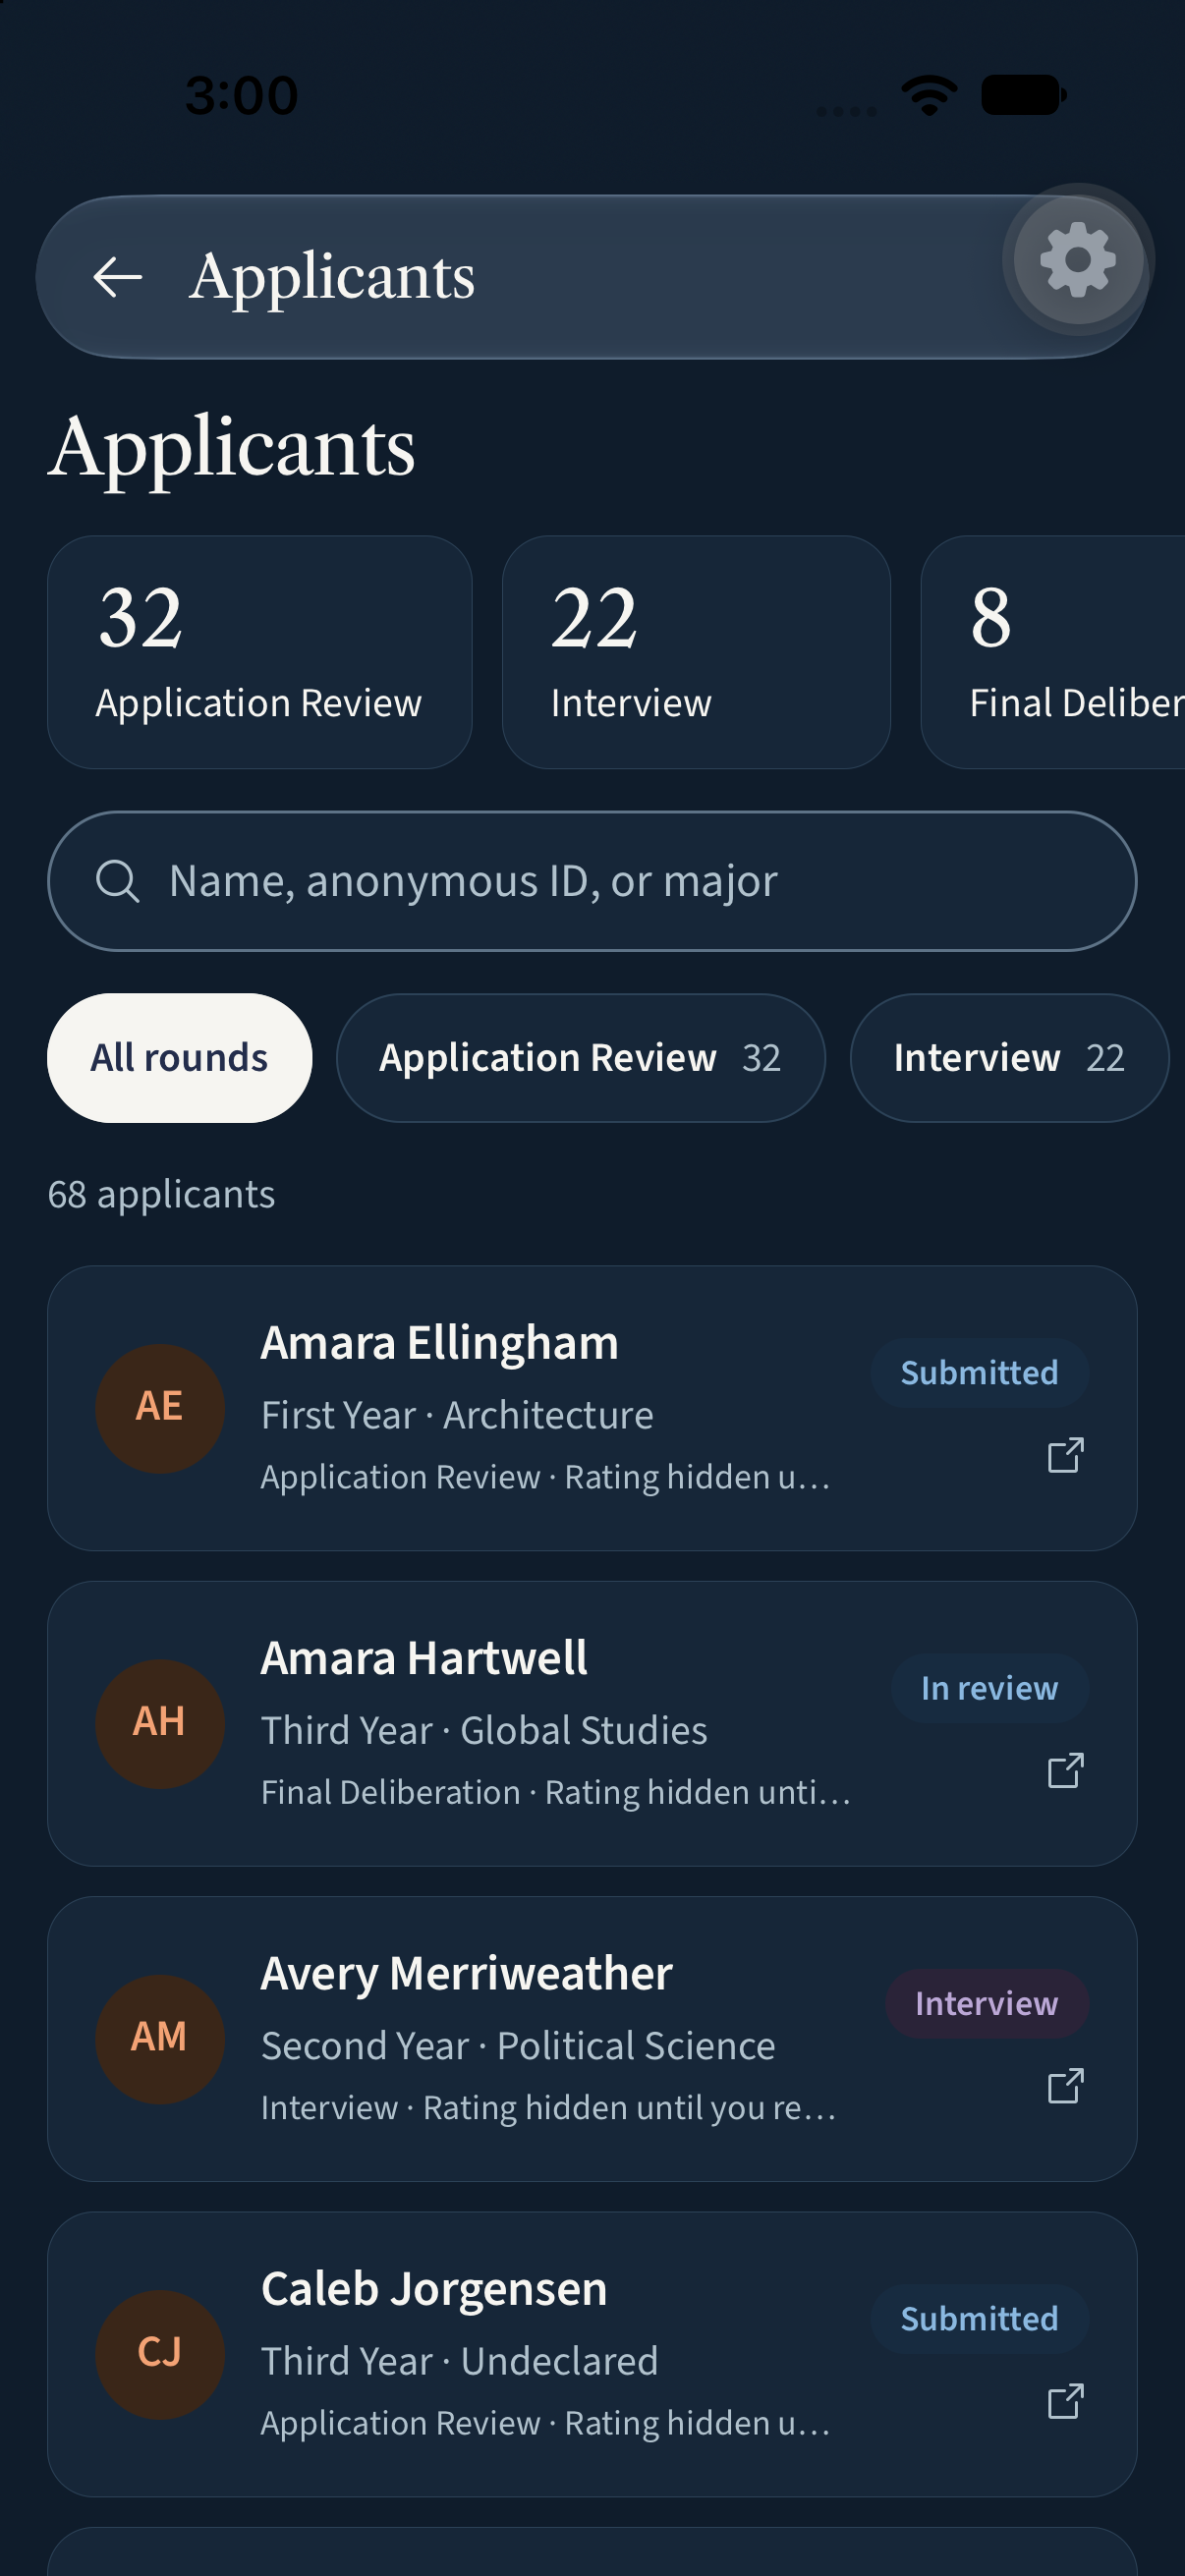 3:00
Applicants
Applicants
32
Application Review
22
Interview
8
Final Deliber
Name, anonymous ID, or major
All rounds
Application Review 32
Interview 22
68 applicants
AE
Amara Ellingham
First Year · Architecture
Application Review · Rating hidden u…
Submitted
AH
Amara Hartwell
Third Year · Global Studies
Final Deliberation · Rating hidden unti…
In review
AM
Avery Merriweather
Second Year · Political Science
Interview · Rating hidden until you re…
Interview
CJ
Caleb Jorgensen
Third Year · Undeclared
Application Review · Rating hidden u…
Submitted